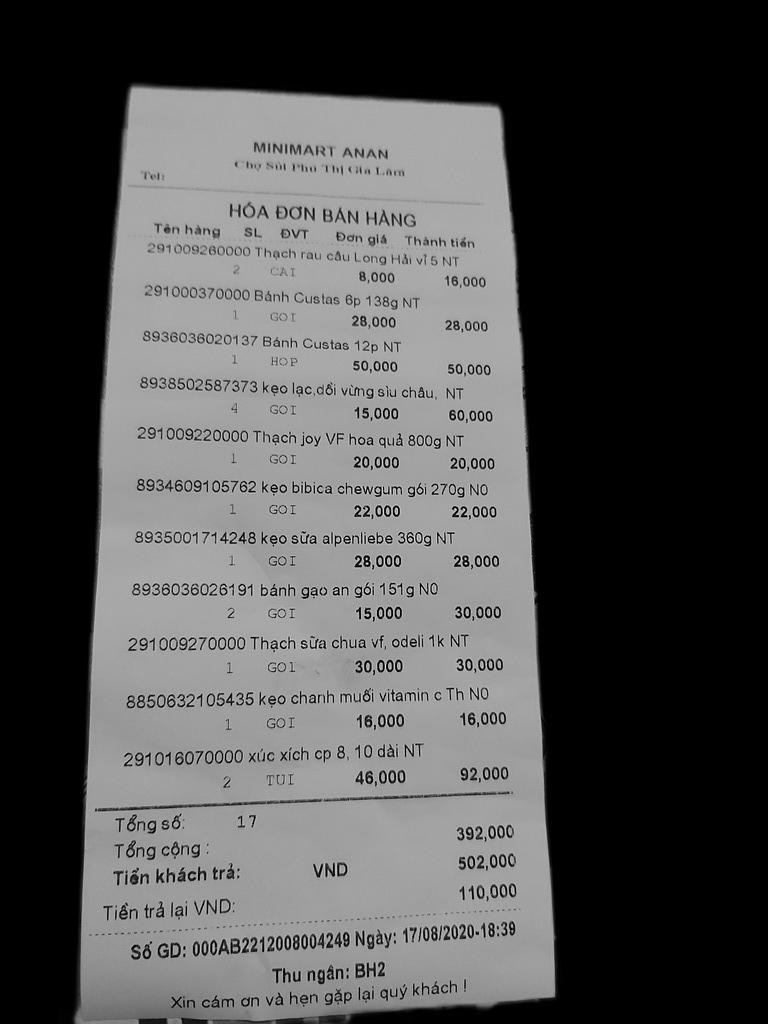 MINIMART ANAN
Chợ Sủi Phú Thị Gia Lâm
Tel:
HÓA ĐƠN BÁN HÀNG
Tên hàng SL ĐVT Đơn giá Thành tiền
291009260000 Thạch rau câu Long Hải vỉ 5 NT
2 CAI 8,000 16,000
291000370000 Bánh Custas 6p 138g NT
1 GOI 28,000 28,000
8936036020137 Bánh Custas 12p NT
1 HOP 50,000 50,000
8938502587373 kẹo lạc,dồi vừng sìu châu, NT
4 GOI 15,000 60,000
291009220000 Thạch joy VF hoa quả 800g NT
1 GOI 20,000 20,000
8934609105762 kẹo bibica chewgum gói 270g N0
1 GOI 22,000 22,000
8935001714248 kẹo sữa alpenliebe 360g NT
1 GOI 28,000 28,000
8936036026191 bánh gạo an gói 151g N0
2 GOI 15,000 30,000
291009270000 Thạch sữa chua vf, odeli 1k NT
1 GOI 30,000 30,000
8850632105435 kẹo chanh muối vitamin c Th N0
1 GOI 16,000 16,000
291016070000 xúc xích cp 8, 10 dài NT
2 TUI 46,000 92,000
Tổng số: 17
Tổng cộng : 392,000
Tiền khách trả: VND 502,000
Tiền trả lại VND: 110,000
Số GD: 000AB2212008004249 Ngày: 17/08/2020-18:39
Thu ngân: BH2
Xin cám ơn và hẹn gặp lại quý khách !